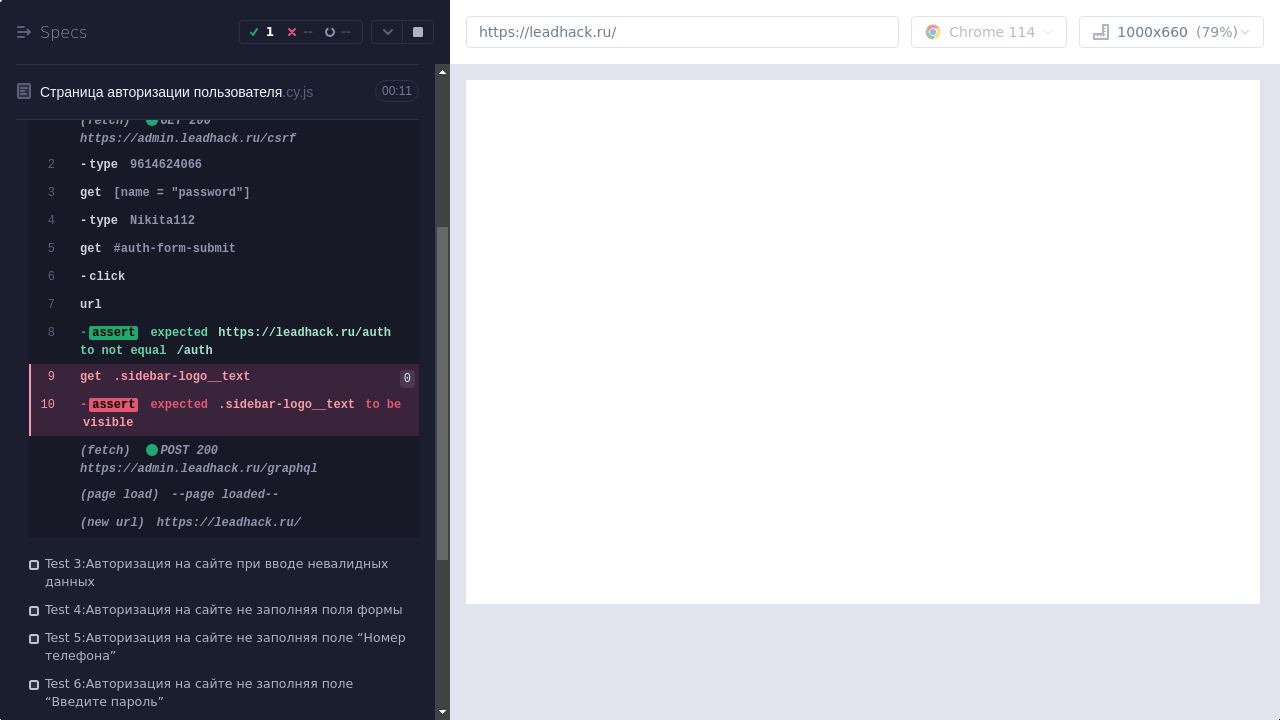 Specs
1
--
--
https://leadhack.ru/
Chrome 114
1000x660 (79%)
Страница авторизации пользователя.cy.js
00:11
(fetch) GET 200
https://admin.leadhack.ru/csrf
2 -type 9614624066
3 get [name = "password"]
4 -type Nikita112
5 get #auth-form-submit
6 -click
7 url
8 -assert expected https://leadhack.ru/auth
to not equal /auth
9 get .sidebar-logo__text 0
10 -assert expected .sidebar-logo__text to be
visible
(fetch) POST 200
https://admin.leadhack.ru/graphql
(page load) --page loaded--
(new url) https://leadhack.ru/
Test 3:Авторизация на сайте при вводе невалидных
данных
Test 4:Авторизация на сайте не заполняя поля формы
Test 5:Авторизация на сайте не заполняя поле “Номер
телефона”
Test 6:Авторизация на сайте не заполняя поле
“Введите пароль”